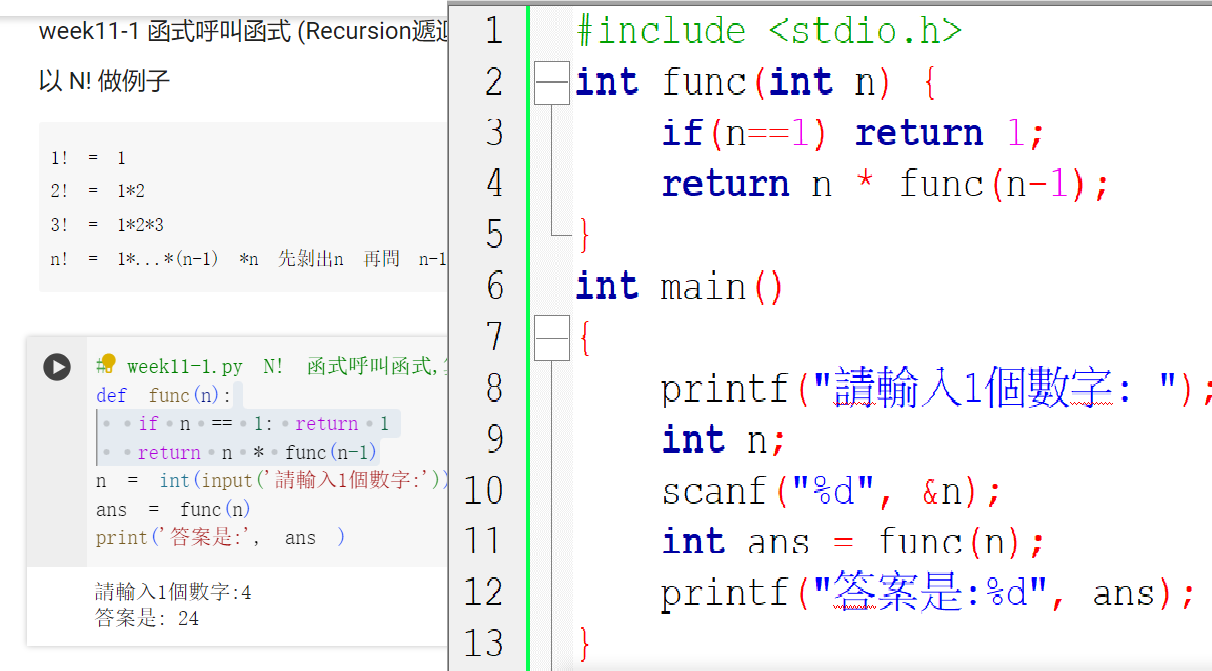 week11-1 函式呼叫函式 (Recursion遞迴
以 N! 做例子
1! = 1
2! = 1*2
3! = 1*2*3
n! = 1*...*(n-1) *n 先剝出n 再問 n-1
# week11-1.py N! 函式呼叫函式,
def func(n):
if n == 1: return 1
return n * func(n-1)
n = int(input('請輸入1個數字:'))
ans = func(n)
print('答案是:', ans )
請輸入1個數字:4
答案是: 24
1 #include <stdio.h>
2 int func(int n) {
3 if(n==1) return 1;
4 return n * func(n-1);
5 }
6 int main()
7 {
8 printf("請輸入1個數字: ");
9 int n;
10 scanf("%d", &n);
11 int ans = func(n);
12 printf("答案是:%d", ans);
13 }